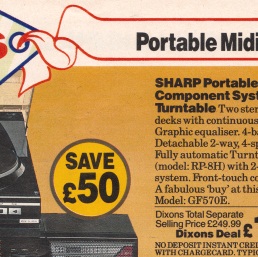 Portable Midi
SHARP Portable
Component Syst
Turntable Two ster
decks with continuous
Graphic equaliser. 4-ba
Detachable 2-way, 4-sp
Fully automatic Turnt
(model: RP-8H) with 2-
system. Front-touch co
A fabulous 'buy' at this
Model: GF570E.
SAVE
£50
Dixons Total Separate
Selling Price £249.99
Dixons Deal £
NO DEPOSIT INSTANT CRED
WITH CHARGECARD. TYPIC